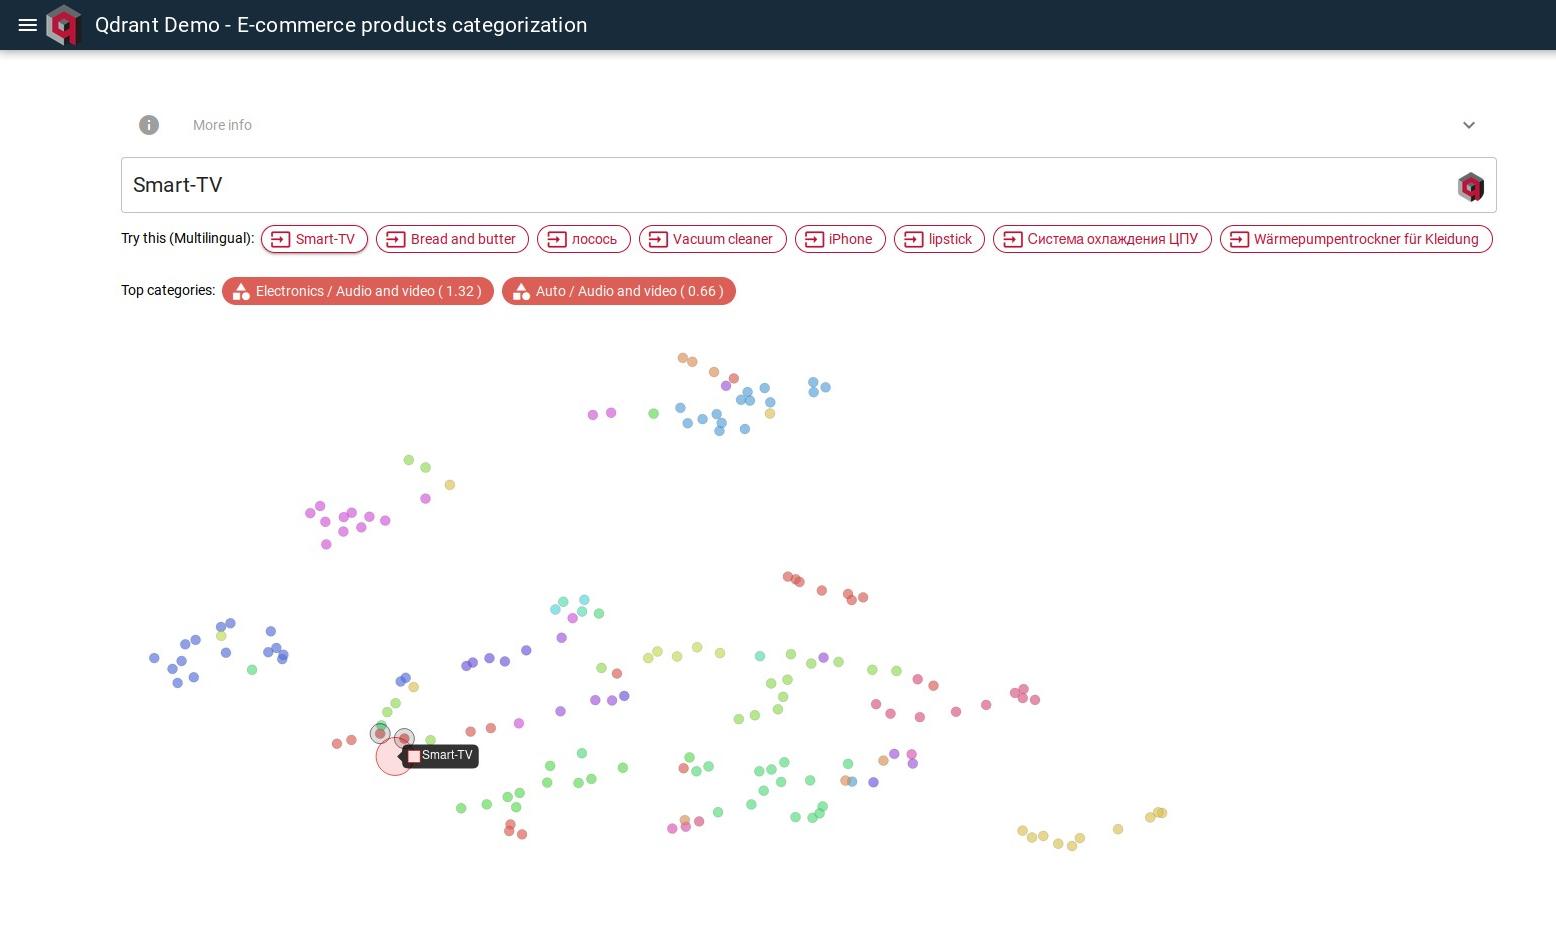 Qdrant Demo - E-commerce products categorization
More info
Smart-TV
Try this (Multilingual): Smart-TV Bread and butter лосось Vacuum cleaner iPhone lipstick Система охлаждения ЦПУ Wärmepumpentrockner für Kleidung
Top categories: Electronics / Audio and video ( 1.32 ) Auto / Audio and video ( 0.66 )
Smart-TV